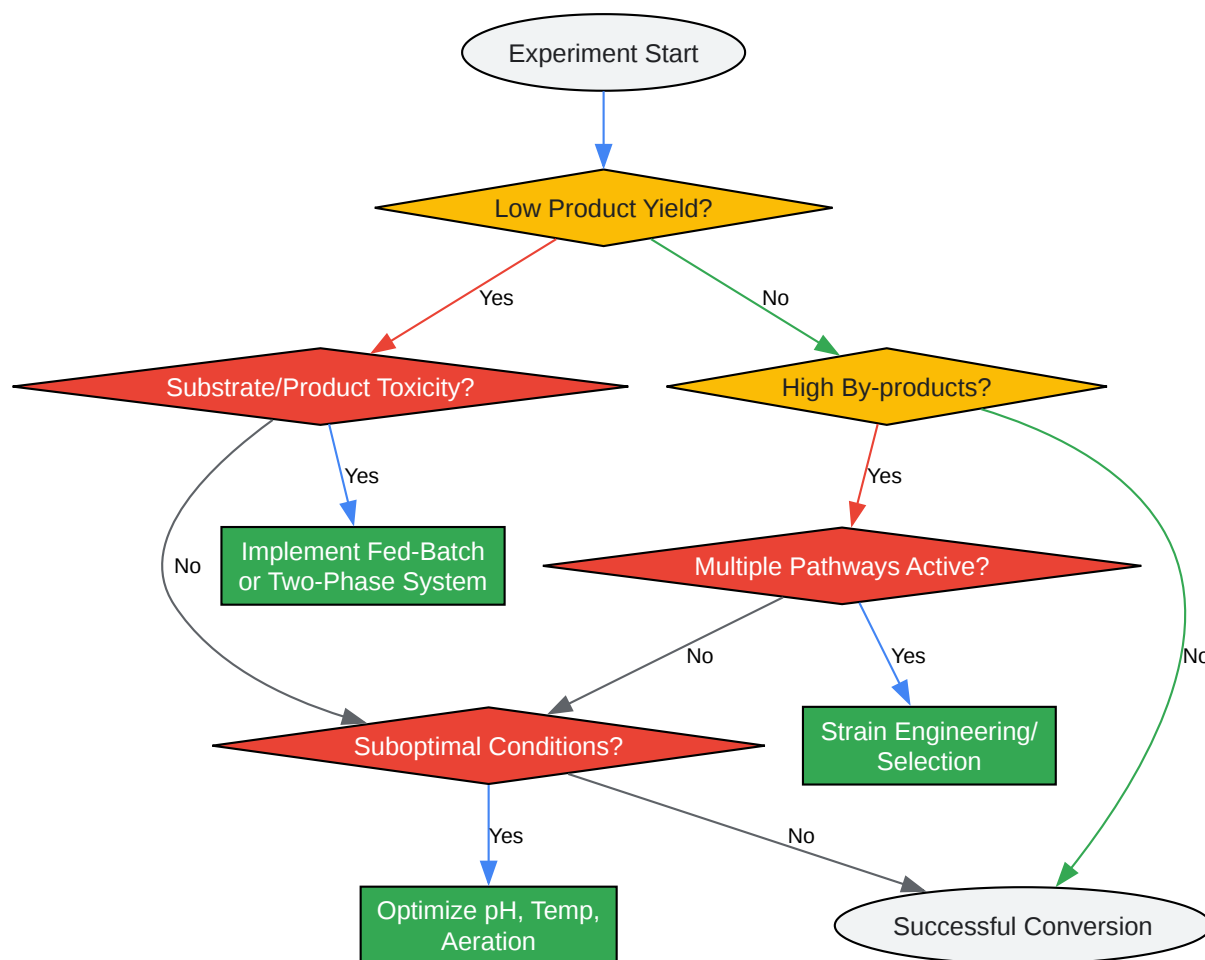 Experiment Start
Low Product Yield?
Yes
No
Substrate/Product Toxicity?
High By-products?
Yes
Yes
Implement Fed-Batch
or Two-Phase System
No
Multiple Pathways Active?
No
Yes
No
Suboptimal Conditions?
Strain Engineering/
Selection
Yes
No
Optimize pH, Temp,
Aeration
Successful Conversion